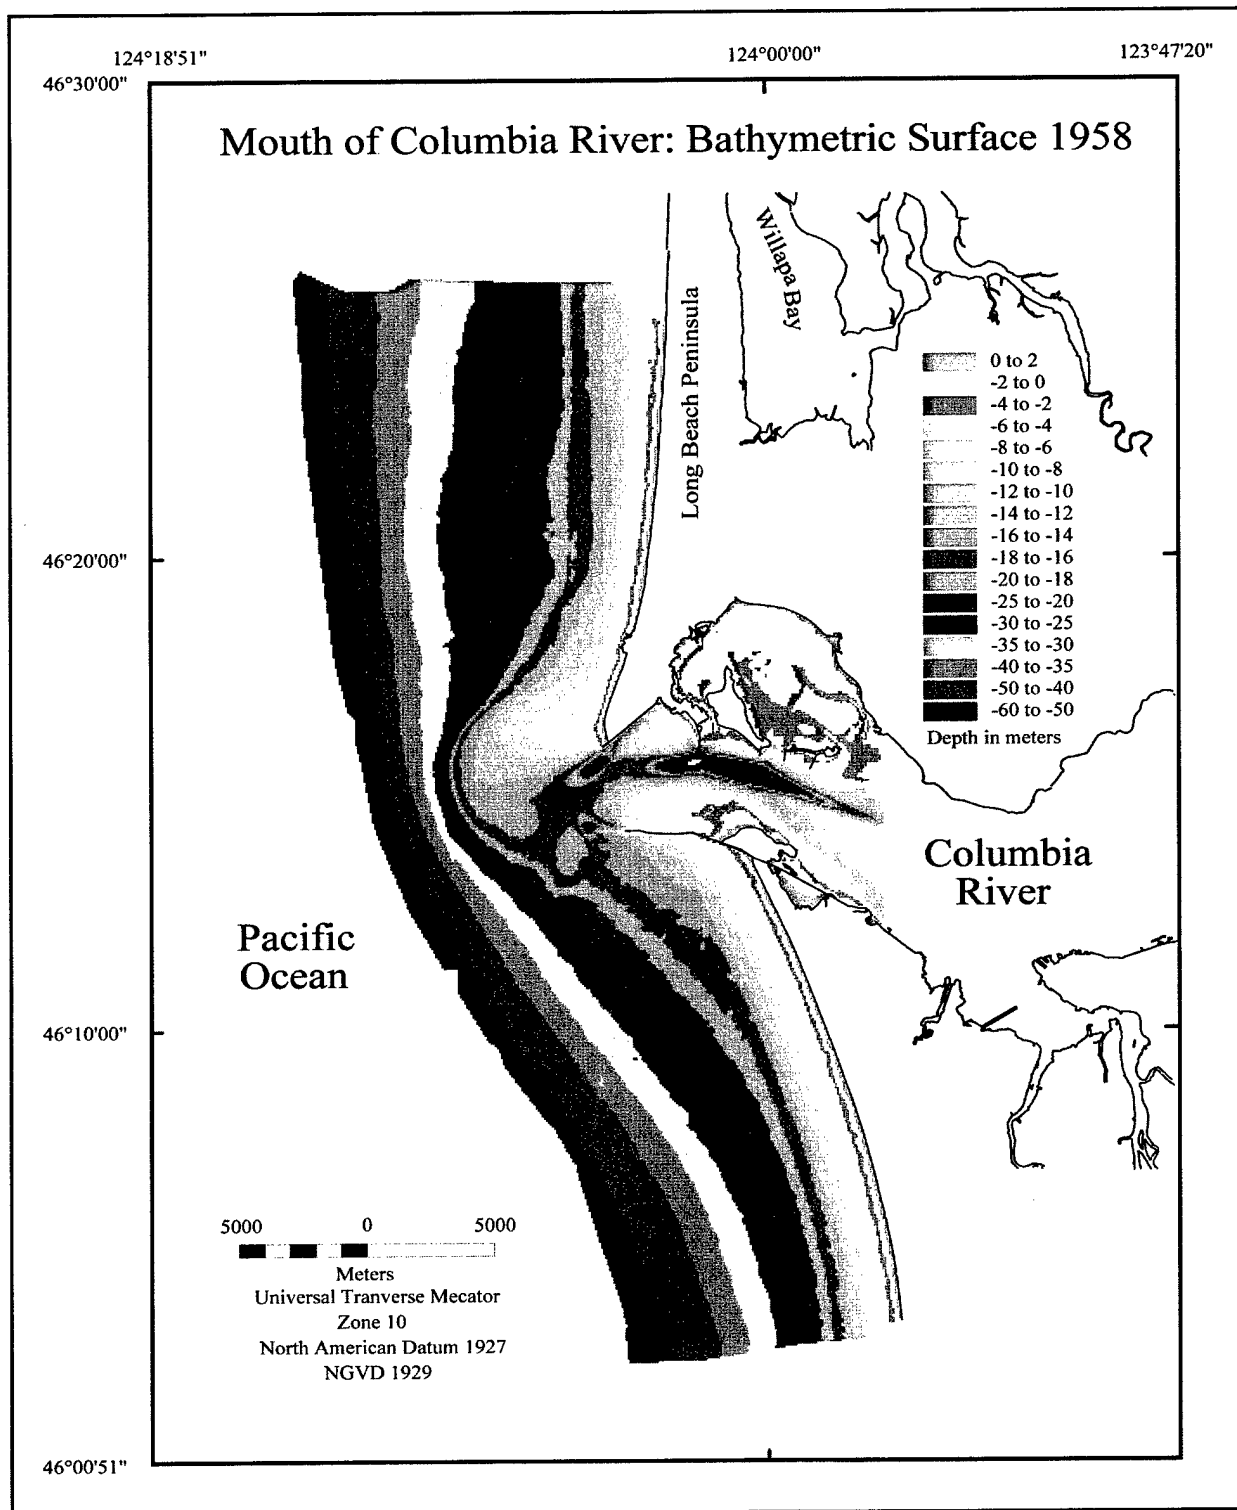 124°18'51"
124°00'00"
123°47'20"
46°30'00"
Mouth of Columbia River: Bathymetric Surface 1958
Willapa Bay
Long Beach Peninsula
0 to 2
-2 to 0
-4 to -2
-6 to -4
-8 to -6
-10 to -8
-12 to -10
-14 to -12
-16 to -14
-18 to -16
-20 to -18
-25 to -20
-30 to -25
-35 to -30
-40 to -35
-50 to -40
-60 to -50
Depth in meters
46°20'00"
Columbia
River
Pacific
Ocean
46°10'00"
5000 0 5000
Meters
Universal Tranverse Mecator
Zone 10
North American Datum 1927
NGVD 1929
46°00'51"